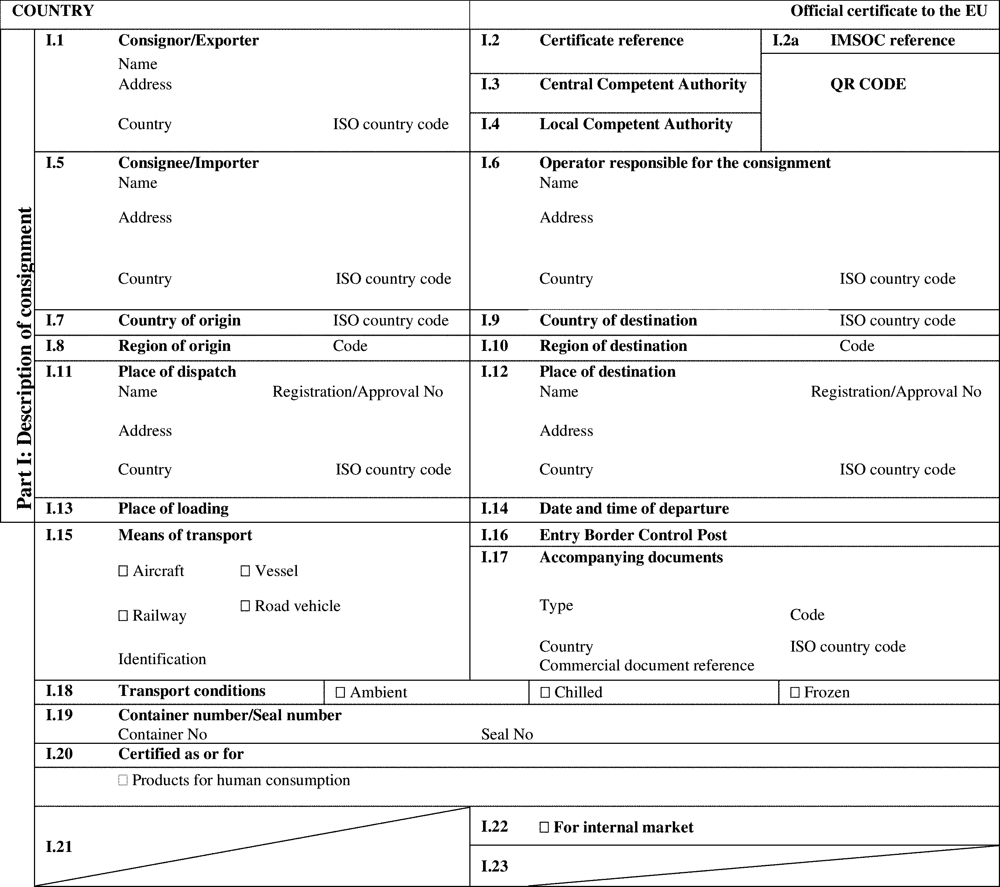 COUNTRY
Official certificate to the EU
Part I: Description of consignment
I.1 Consignor/Exporter
Name
Address
Country ISO country code
I.2 Certificate reference
I.2a IMSOC reference
QR CODE
I.3 Central Competent Authority
I.4 Local Competent Authority
I.5 Consignee/Importer
Name
Address
Country ISO country code
I.6 Operator responsible for the consignment
Name
Address
Country ISO country code
I.7 Country of origin ISO country code
I.9 Country of destination ISO country code
I.8 Region of origin Code
I.10 Region of destination Code
I.11 Place of dispatch
Name Registration/Approval No
Address
Country ISO country code
I.12 Place of destination
Name Registration/Approval No
Address
Country ISO country code
I.13 Place of loading
I.14 Date and time of departure
I.15 Means of transport
☐ Aircraft ☐ Vessel
☐ Railway ☐ Road vehicle
Identification
I.16 Entry Border Control Post
I.17 Accompanying documents
Type Code
Country ISO country code
Commercial document reference
I.18 Transport conditions ☐ Ambient ☐ Chilled ☐ Frozen
I.19 Container number/Seal number
Container No Seal No
I.20 Certified as or for
☐ Products for human consumption
I.21
I.22 ☐ For internal market
I.23